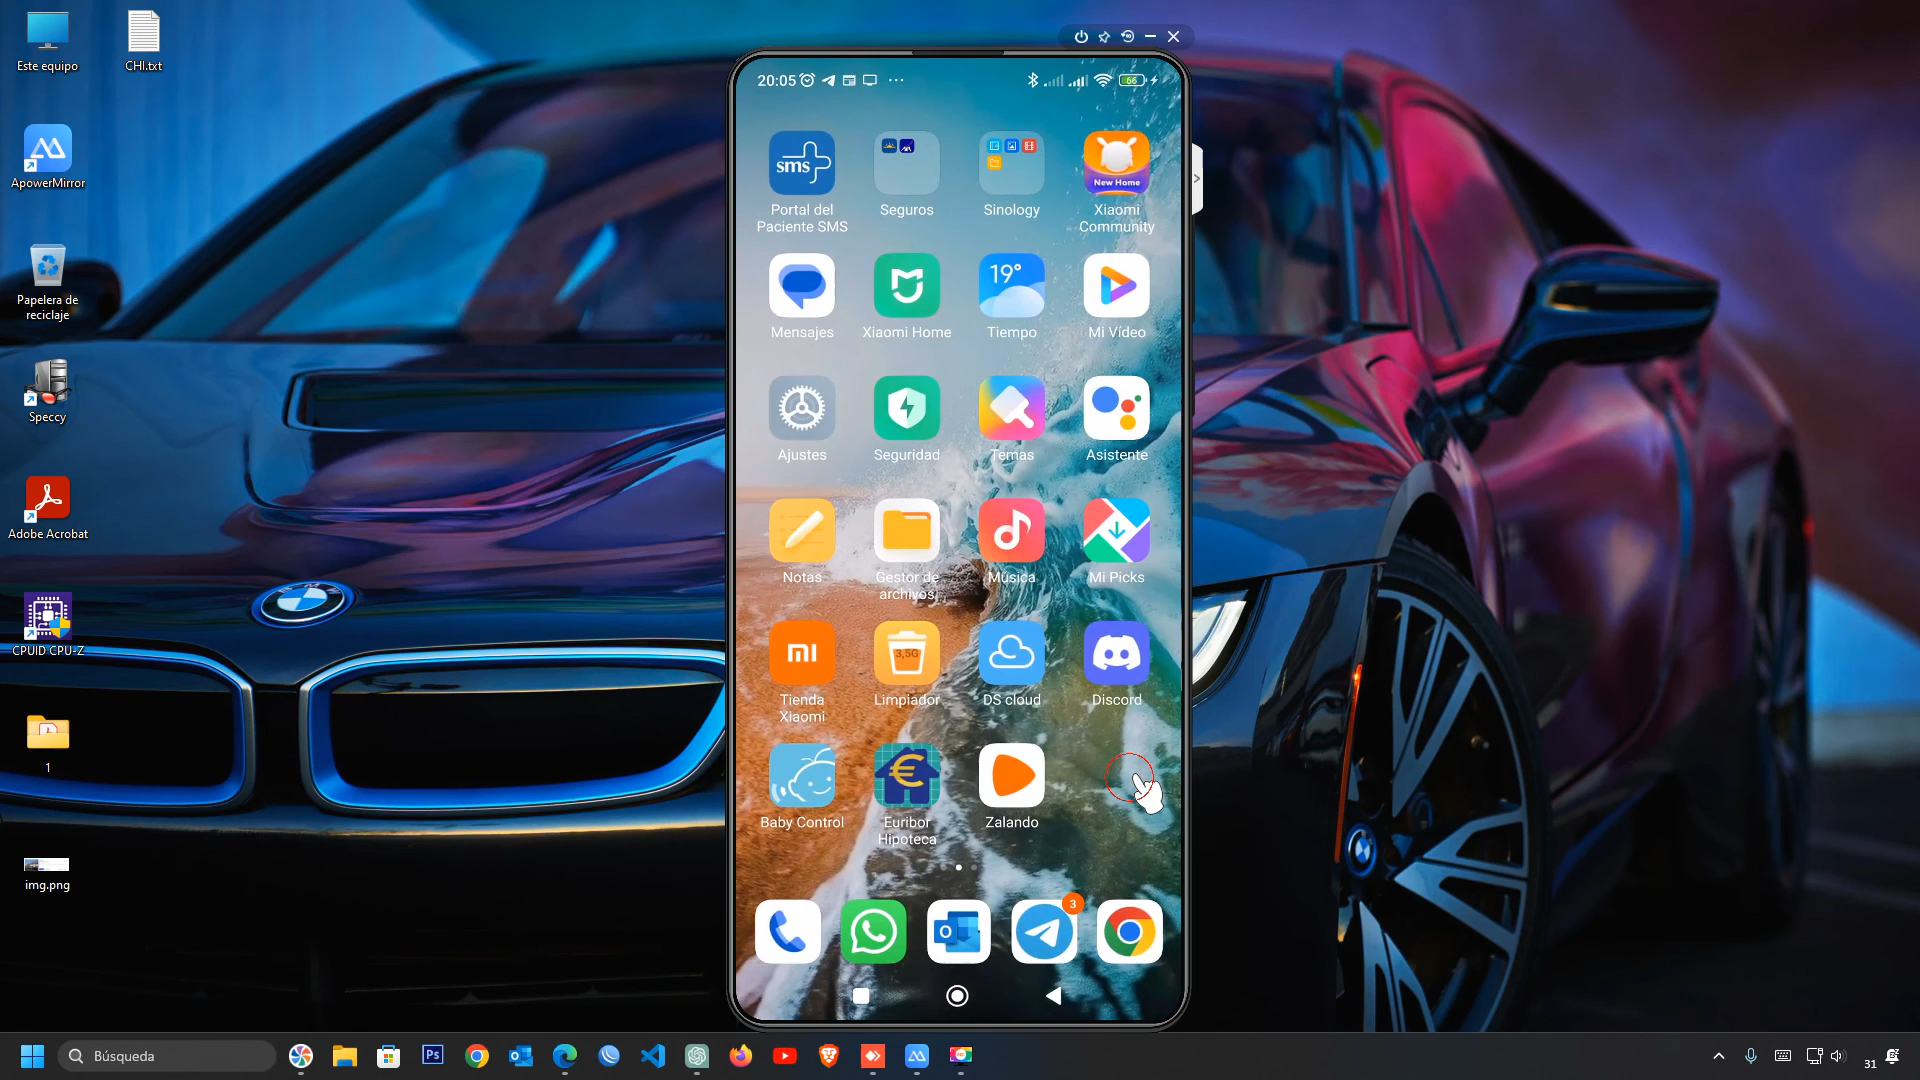 Este equipo
CHI.txt
ApowerMirror
Papelera de
reciclaje
Speccy
Adobe Acrobat
CPUID CPU-Z
1
img.png
20:05
66
sms
Portal del
Paciente SMS
Seguros
Sinology
New Home
Xiaomi
Community
Mensajes
Xiaomi Home
19°
Tiempo
Mi Vídeo
Ajustes
Seguridad
Temas
Asistente
Notas
Gestor de
archivos
Música
Mi Picks
mi
Tienda
Xiaomi
3,5G
Limpiador
DS cloud
Discord
Baby Control
€
Euribor
Hipoteca
Zalando
3
Búsqueda
Ps
31